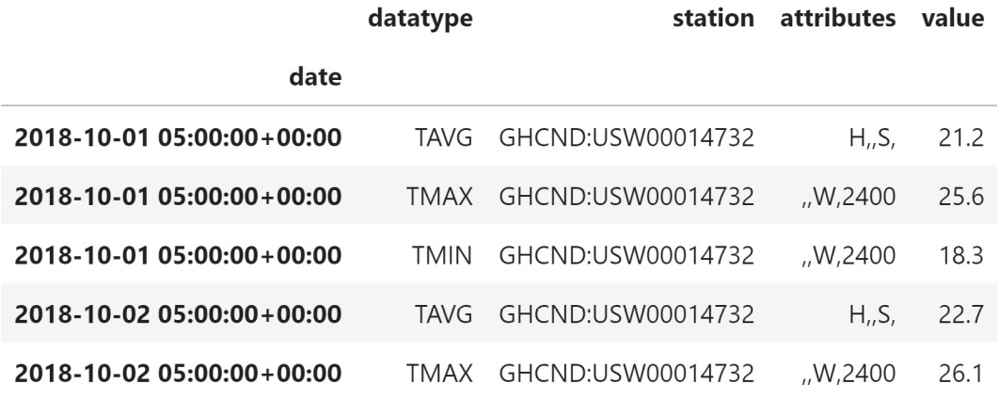 datatype station attributes value
date
2018-10-01 05:00:00+00:00 TAVG GHCND:USW00014732 H,,S, 21.2
2018-10-01 05:00:00+00:00 TMAX GHCND:USW00014732 ,,W,2400 25.6
2018-10-01 05:00:00+00:00 TMIN GHCND:USW00014732 ,,W,2400 18.3
2018-10-02 05:00:00+00:00 TAVG GHCND:USW00014732 H,,S, 22.7
2018-10-02 05:00:00+00:00 TMAX GHCND:USW00014732 ,,W,2400 26.1